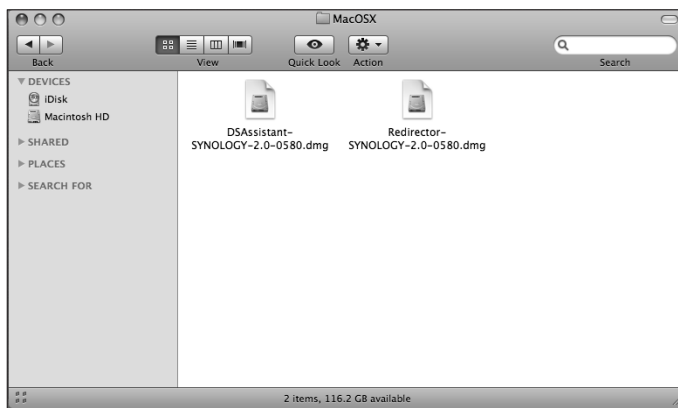 MacOSX
Back
View
Quick Look
Action
Search
DEVICES
iDisk
Macintosh HD
SHARED
PLACES
SEARCH FOR
DSAssistant-
SYNOLOGY-2.0-0580.dmg
Redirector-
SYNOLOGY-2.0-0580.dmg
2 items, 116.2 GB available